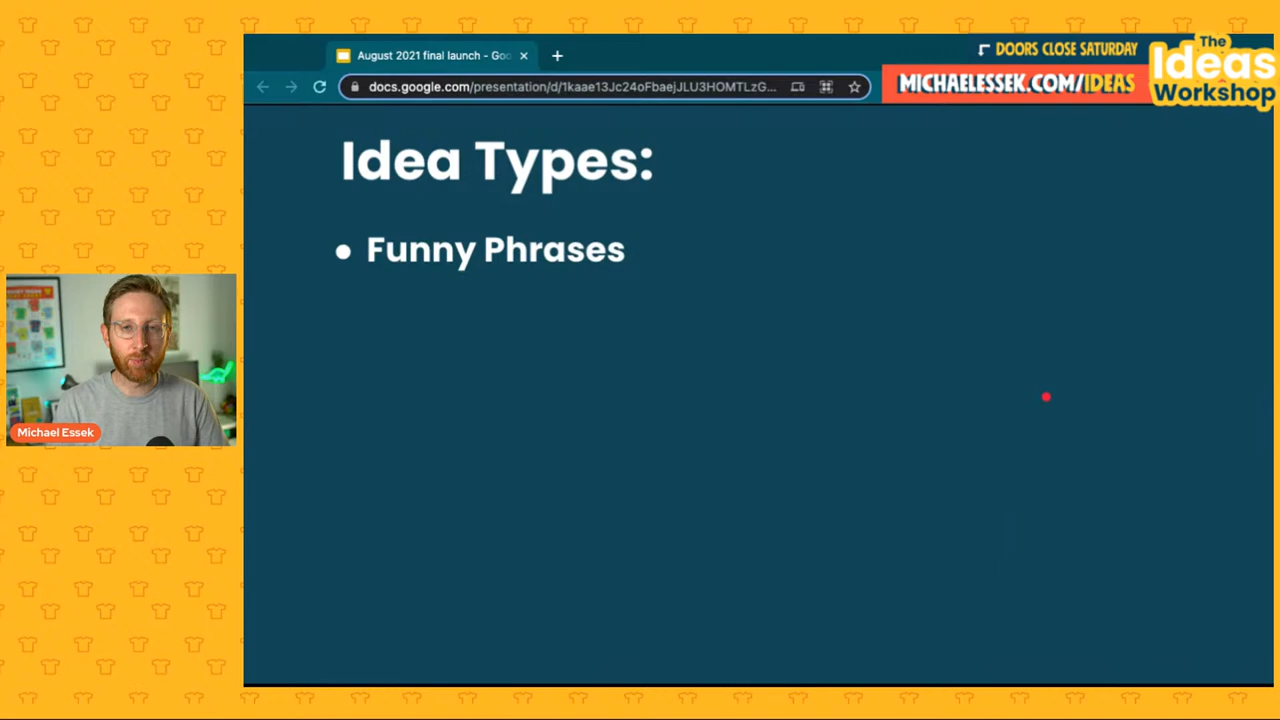 August 2021 final launch - Goo
docs.google.com/presentation/d/1kaae13Jc24oFbaejJLU3HOMTLzG...
DOORS CLOSE SATURDAY
MICHAELESSEK.COM/IDEAS
The
Ideas
Workshop
Idea Types:
● Funny Phrases
Michael Essek